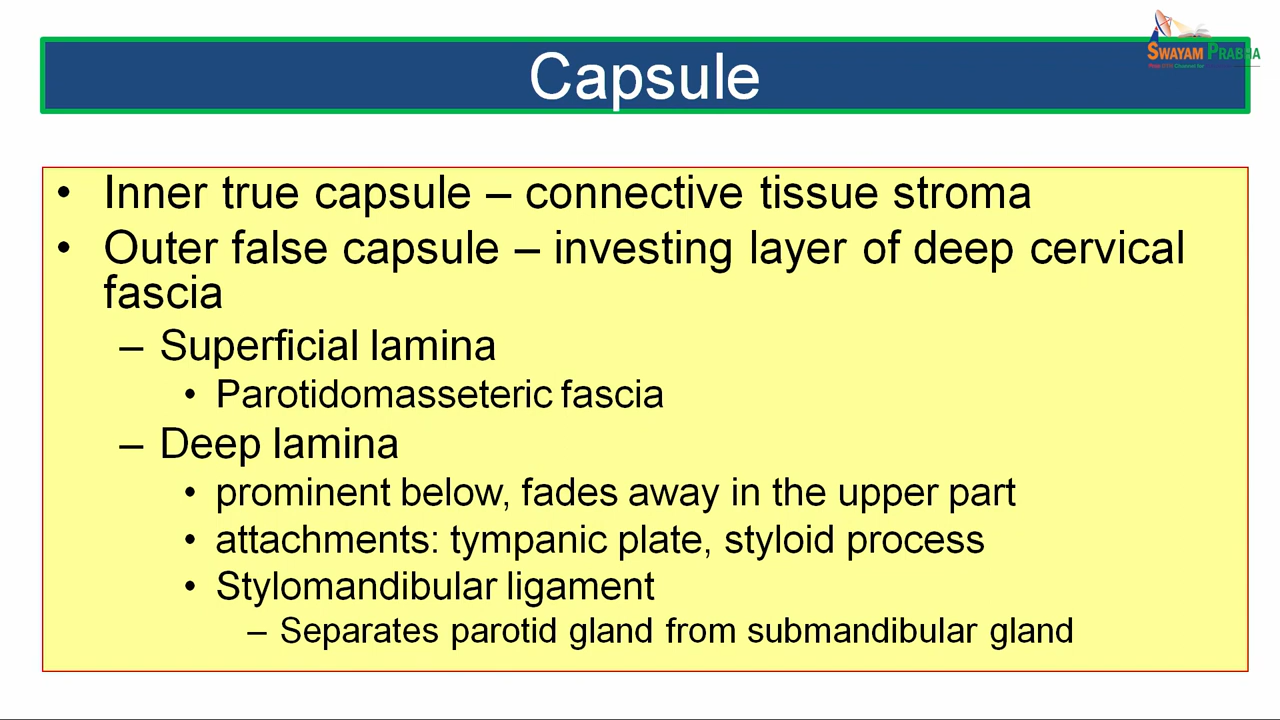 SWAYAM PRABHA
Capsule
• Inner true capsule – connective tissue stroma
• Outer false capsule – investing layer of deep cervical
fascia
– Superficial lamina
• Parotidomasseteric fascia
– Deep lamina
• prominent below, fades away in the upper part
• attachments: tympanic plate, styloid process
• Stylomandibular ligament
– Separates parotid gland from submandibular gland